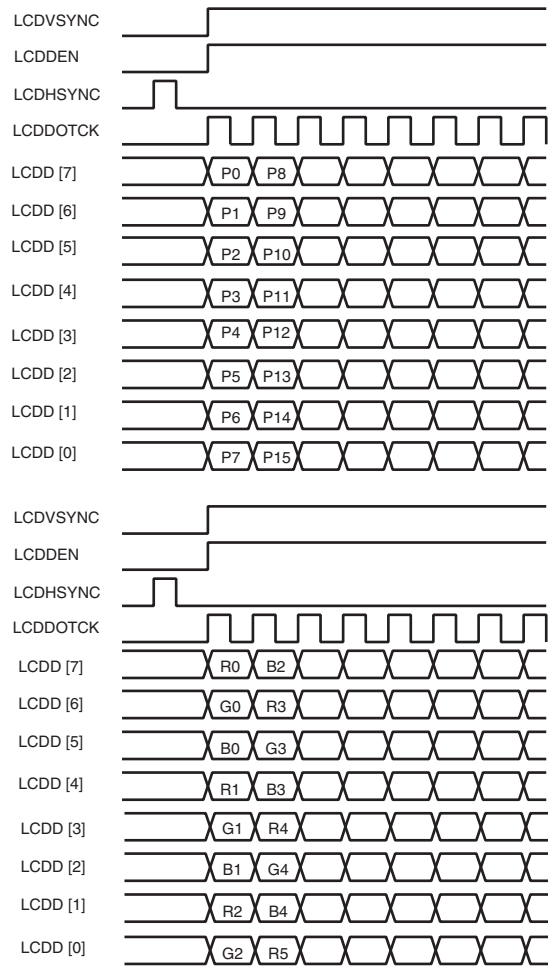 LCDVSYNC
LCDDEN
LCDHSYNC
LCDDOTCK
LCDD [7] P0 P8
LCDD [6] P1 P9
LCDD [5] P2 P10
LCDD [4] P3 P11
LCDD [3] P4 P12
LCDD [2] P5 P13
LCDD [1] P6 P14
LCDD [0] P7 P15
LCDVSYNC
LCDDEN
LCDHSYNC
LCDDOTCK
LCDD [7] R0 B2
LCDD [6] G0 R3
LCDD [5] B0 G3
LCDD [4] R1 B3
LCDD [3] G1 R4
LCDD [2] B1 G4
LCDD [1] R2 B4
LCDD [0] G2 R5